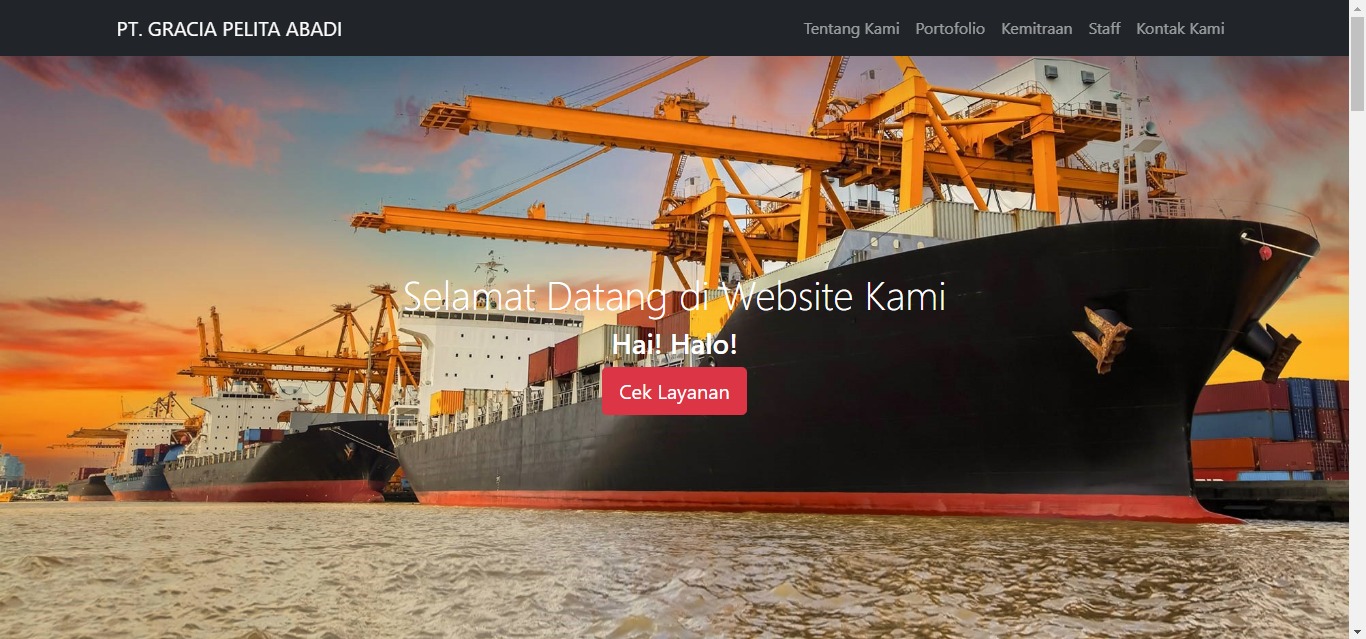 PT. GRACIA PELITA ABADI
Tentang Kami Portofolio Kemitraan Staff Kontak Kami
Selamat Datang di Website Kami
Hai! Halo!
Cek Layanan